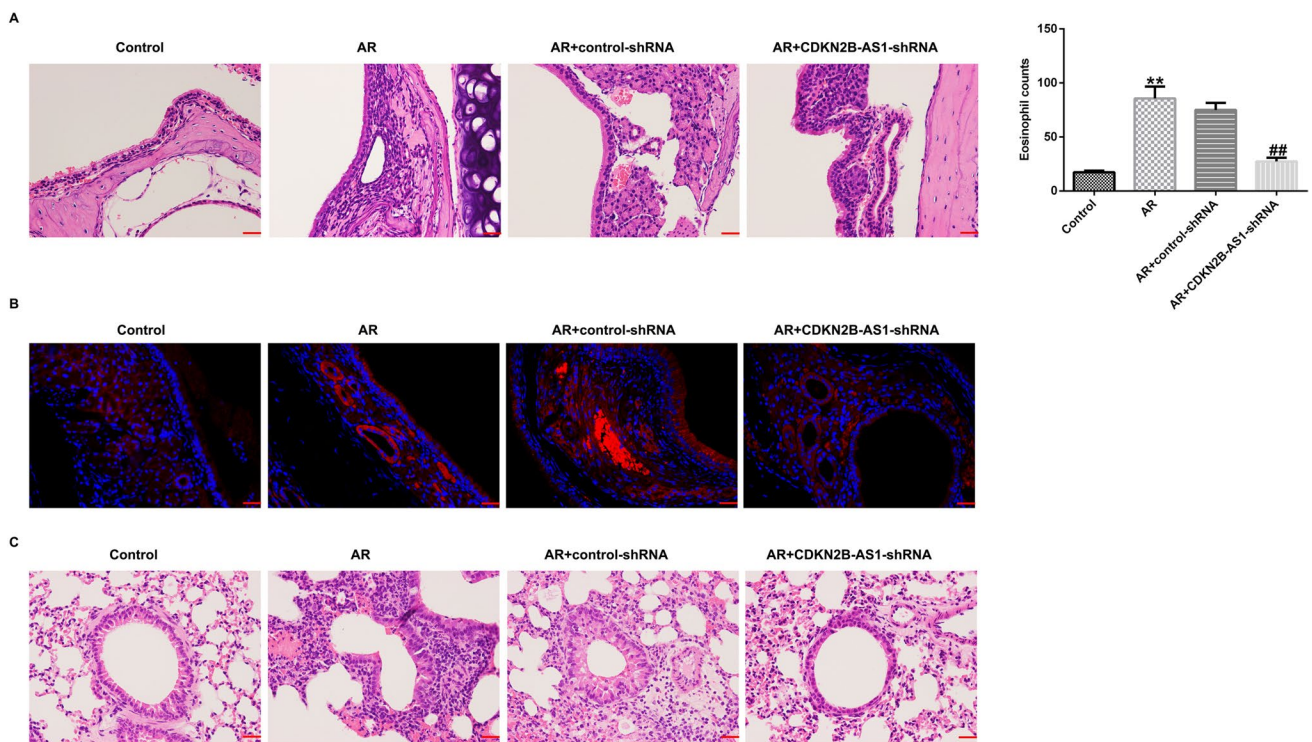 A
Control
AR
AR+control-shRNA
AR+CDKN2B-AS1-shRNA
Eosinophil counts
150
100
50
0
**
##
Control
AR
AR+control-shRNA
AR+CDKN2B-AS1-shRNA
B
Control
AR
AR+control-shRNA
AR+CDKN2B-AS1-shRNA
C
Control
AR
AR+control-shRNA
AR+CDKN2B-AS1-shRNA